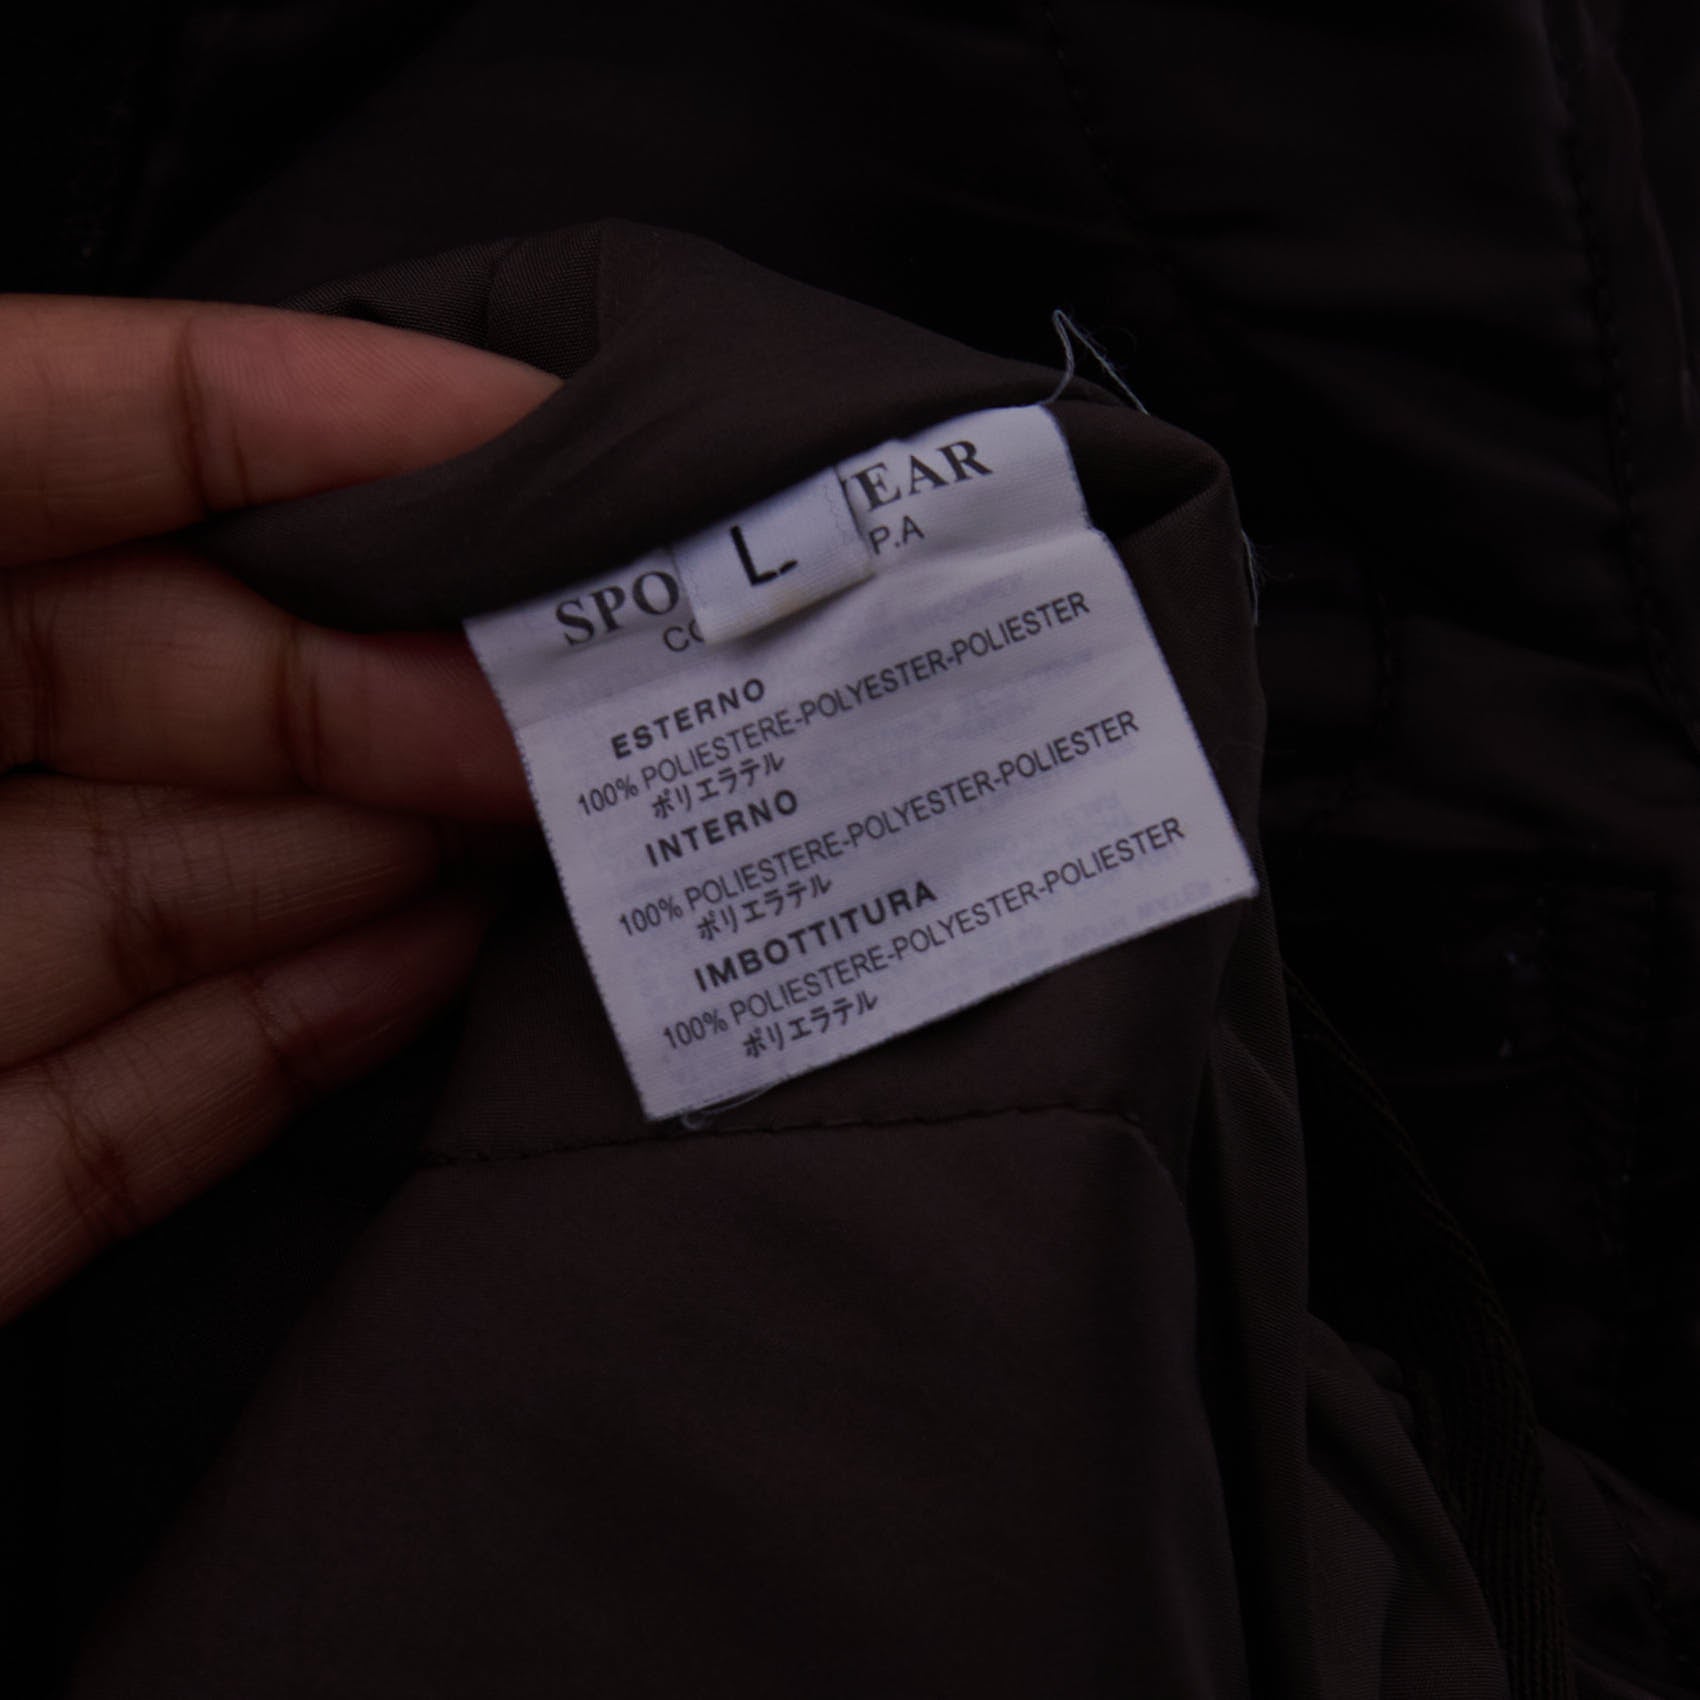 SPO L WEAR
CO P.A
ESTERNO
100% POLIESTERE-POLYESTER-POLIESTER
ポリエラテル
INTERNO
100% POLIESTERE-POLYESTER-POLIESTER
ポリエラテル
IMBOTTITURA
100% POLIESTERE-POLYESTER-POLIESTER
ポリエラテル